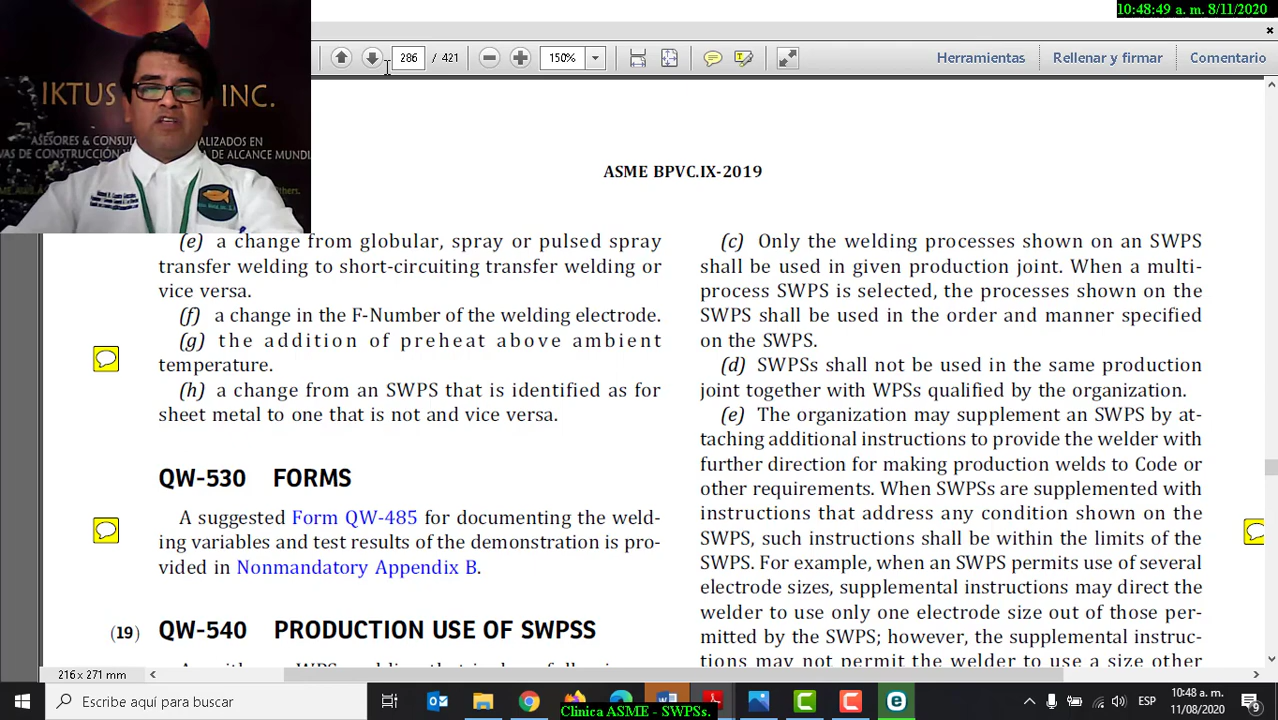 10:48:49 a. m. 8/11/2020
286 / 421
150%
Herramientas
Rellenar y firmar
Comentario
IKTUS
INC.
ASESORES & CONSUL
ALIZADOS EN
VAS DE CONSTRUCCIÓN
DE ALCANCE MUNDI
ASME BPVC.IX-2019
(e) a change from globular, spray or pulsed spray
transfer welding to short-circuiting transfer welding or
vice versa.
(f) a change in the F-Number of the welding electrode.
(g) the addition of preheat above ambient
temperature.
(h) a change from an SWPS that is identified as for
sheet metal to one that is not and vice versa.
QW-530 FORMS
A suggested Form QW-485 for documenting the weld-
ing variables and test results of the demonstration is pro-
vided in Nonmandatory Appendix B.
(19) QW-540 PRODUCTION USE OF SWPSS
(c) Only the welding processes shown on an SWPS
shall be used in given production joint. When a multi-
process SWPS is selected, the processes shown on the
SWPS shall be used in the order and manner specified
on the SWPS.
(d) SWPSs shall not be used in the same production
joint together with WPSs qualified by the organization.
(e) The organization may supplement an SWPS by at-
taching additional instructions to provide the welder with
further direction for making production welds to Code or
other requirements. When SWPSs are supplemented with
instructions that address any condition shown on the
SWPS, such instructions shall be within the limits of the
SWPS. For example, when an SWPS permits use of several
electrode sizes, supplemental instructions may direct the
welder to use only one electrode size out of those per-
mitted by the SWPS; however, the supplemental instruc-
tions may not permit the welder to use a size other
216 x 271 mm
Escribe aquí para buscar
Clinica ASME - SWPSs.
ESP
10:48 a.m.
11/08/2020
9